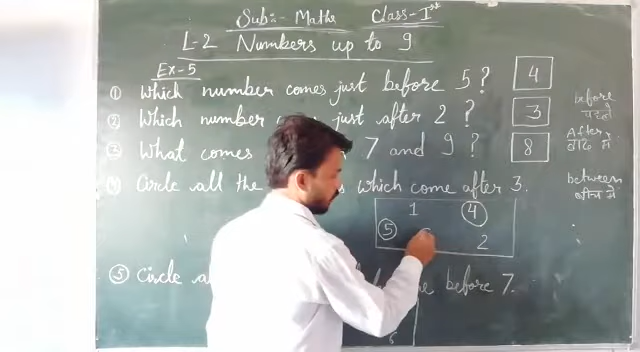 Sub:- Maths Class-Ist
L-2 Numbers up to 9
Ex-5
① Which number comes just before 5? 4
② Which number just after 2? 3
③ What comes 7 and 9? 8
Circle all the which come after 3.
1 ④
⑤ 2
⑤ Circle before 7.
5
before
पहले
After
बाद में
between
बीच में